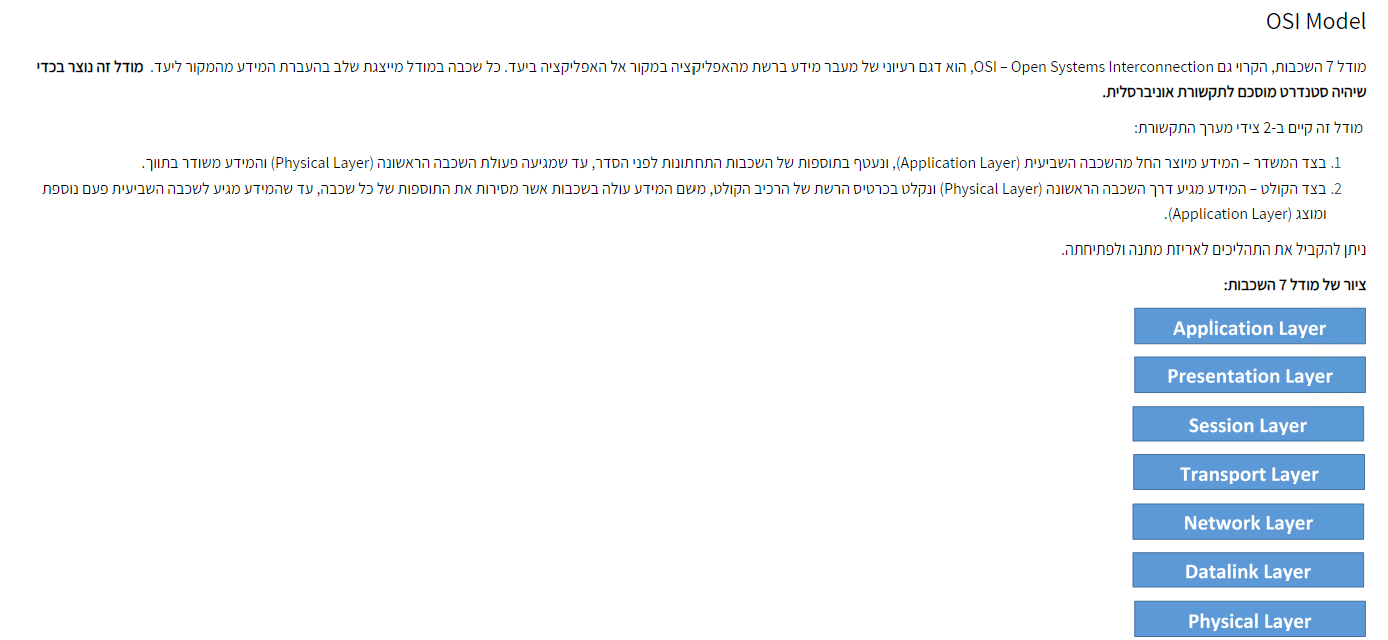 OSI Model
מודל 7 השכבות, הקרוי גם OSI – Open Systems Interconnection, הוא דגם רעיוני של מעבר מידע ברשת מהאפליקציה במקור אל האפליקציה ביעד. כל שכבה במודל מייצגת שלב בהעברת המידע מהמקור ליעד. מודל זה נוצר בכדי
שיהיה סטנדרט מוסכם לתקשורת אוניברסלית.
מודל זה קיים ב-2 צידי מערך התקשורת:
1. בצד המשדר – המידע מיוצר החל מהשכבה השביעית (Application Layer), ונעטף בתוספות של השכבות התחתונות לפני הסדר, עד שמגיעה פעולת השכבה הראשונה (Physical Layer) והמידע משודר בתווך.
2. בצד הקולט – המידע מגיע דרך השכבה הראשונה (Physical Layer) ונקלט בכרטיס הרשת של הרכיב הקולט, משם המידע עולה בשכבות אשר מסירות את התוספות של כל שכבה, עד שהמידע מגיע לשכבה השביעית פעם נוספת
ומוצג (Application Layer).
ניתן להקביל את התהליכים לאריזת מתנה ולפתיחתה.
ציור של מודל 7 השכבות:
Application Layer
Presentation Layer
Session Layer
Transport Layer
Network Layer
Datalink Layer
Physical Layer